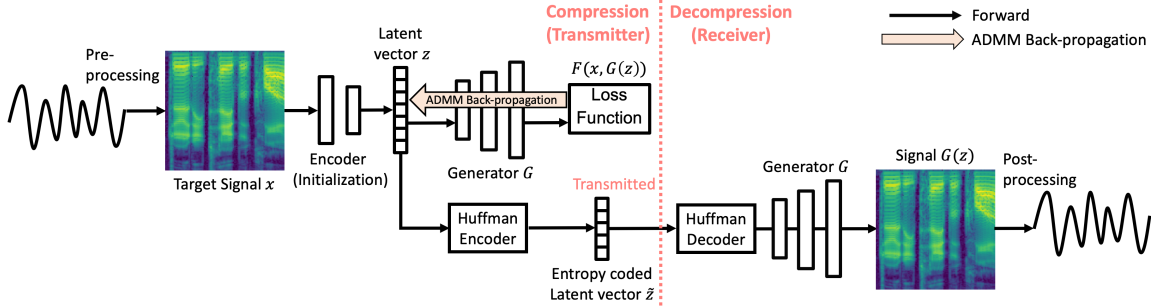 Compression
(Transmitter)
Decompression
(Receiver)
Forward
ADMM Back-propagation
Pre-
processing
Latent
vector z
F(x, G(z))
Loss
Function
ADMM Back-propagation
Target Signal x
Encoder
(Initialization)
Generator G
Transmitted
Huffman
Encoder
Entropy coded
Latent vector z̃
Huffman
Decoder
Generator G
Signal G(z)
Post-
processing